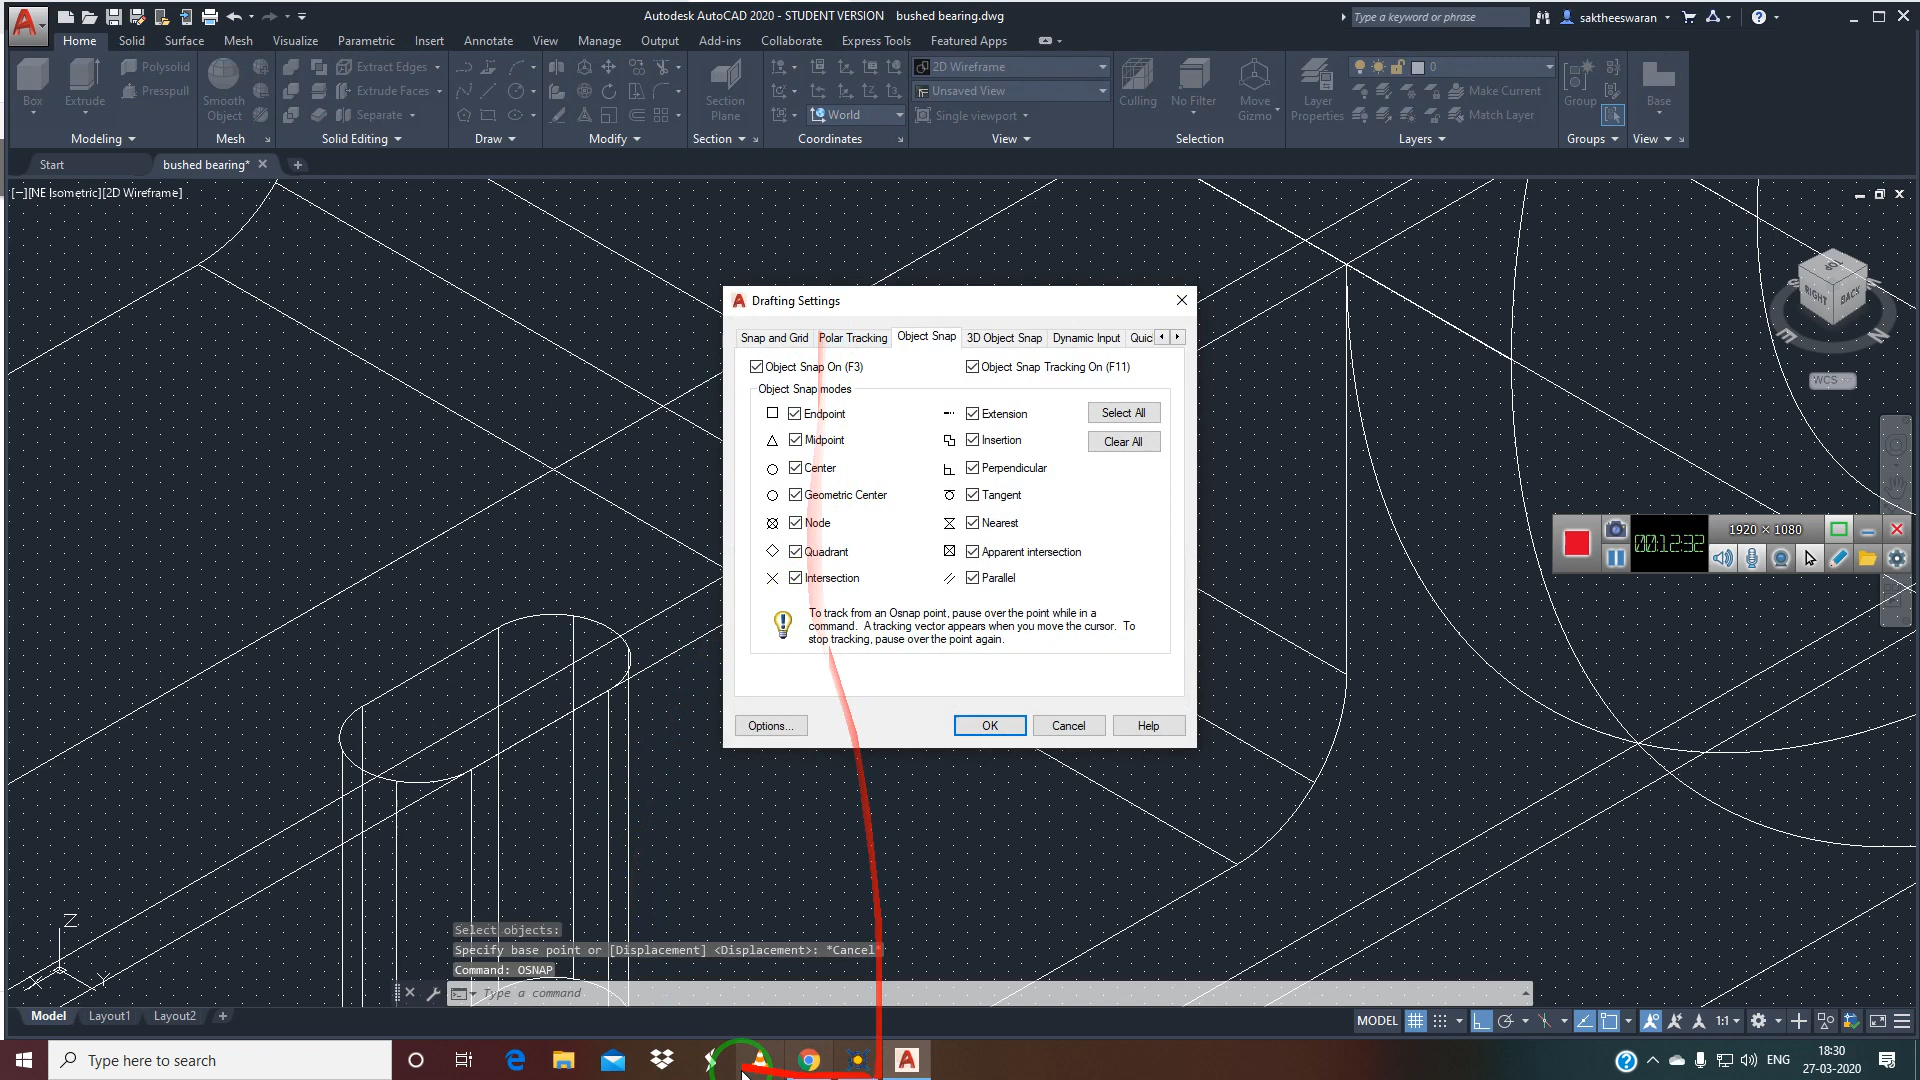 Autodesk AutoCAD 2020 - STUDENT VERSION bushed bearing.dwg
Type a keyword or phrase
saktheeswaran
Home Solid Surface Mesh Visualize Parametric Insert Annotate View Manage Output Add-ins Collaborate Express Tools Featured Apps
Box
Extrude
Polysolid
Presspull
Smooth Object
Extract Edges
Extrude Faces
Separate
Section Plane
World
2D Wireframe
Unsaved View
Single viewport
Culling
No Filter
Move Gizmo
Layer Properties
0
Make Current
Match Layer
Group
Base
Modeling Mesh Solid Editing Draw Modify Section Coordinates View Selection Layers Groups View
Start bushed bearing*
[−][NE Isometric][2D Wireframe]
TOP
RIGHT
BACK
E
WCS
Drafting Settings
Snap and Grid Polar Tracking Object Snap 3D Object Snap Dynamic Input Quic
Object Snap On (F3) Object Snap Tracking On (F11)
Object Snap modes
Endpoint Extension Select All
Midpoint Insertion Clear All
Center Perpendicular
Geometric Center Tangent
Node Nearest
Quadrant Apparent intersection
Intersection Parallel
To track from an Osnap point, pause over the point while in a
command. A tracking vector appears when you move the cursor. To
stop tracking, pause over the point again.
Options... OK Cancel Help
1920 × 1080
00:12:32
Z
X Y
Select objects:
Specify base point or [Displacement] <Displacement>: *Cancel*
Command: OSNAP
Type a command
Model Layout1 Layout2
MODEL 1:1
Type here to search
ENG
18:30
27-03-2020